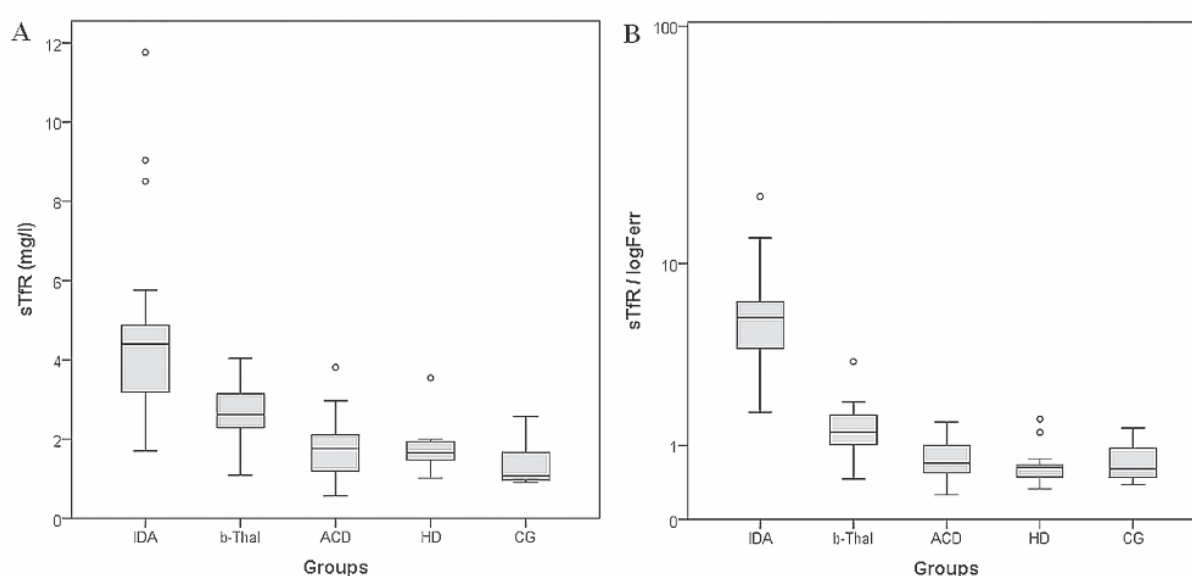 A
sTfR (mg/l)
12
10
8
6
4
2
0
IDA b-Thal ACD HD CG
Groups
B
sTfR / logFerr
100
10
1
0
IDA b-Thal ACD HD CG
Groups